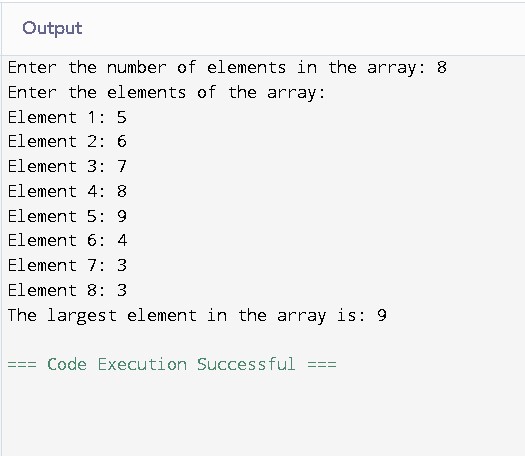 Output
Enter the number of elements in the array: 8
Enter the elements of the array:
Element 1: 5
Element 2: 6
Element 3: 7
Element 4: 8
Element 5: 9
Element 6: 4
Element 7: 3
Element 8: 3
The largest element in the array is: 9
=== Code Execution Successful ===